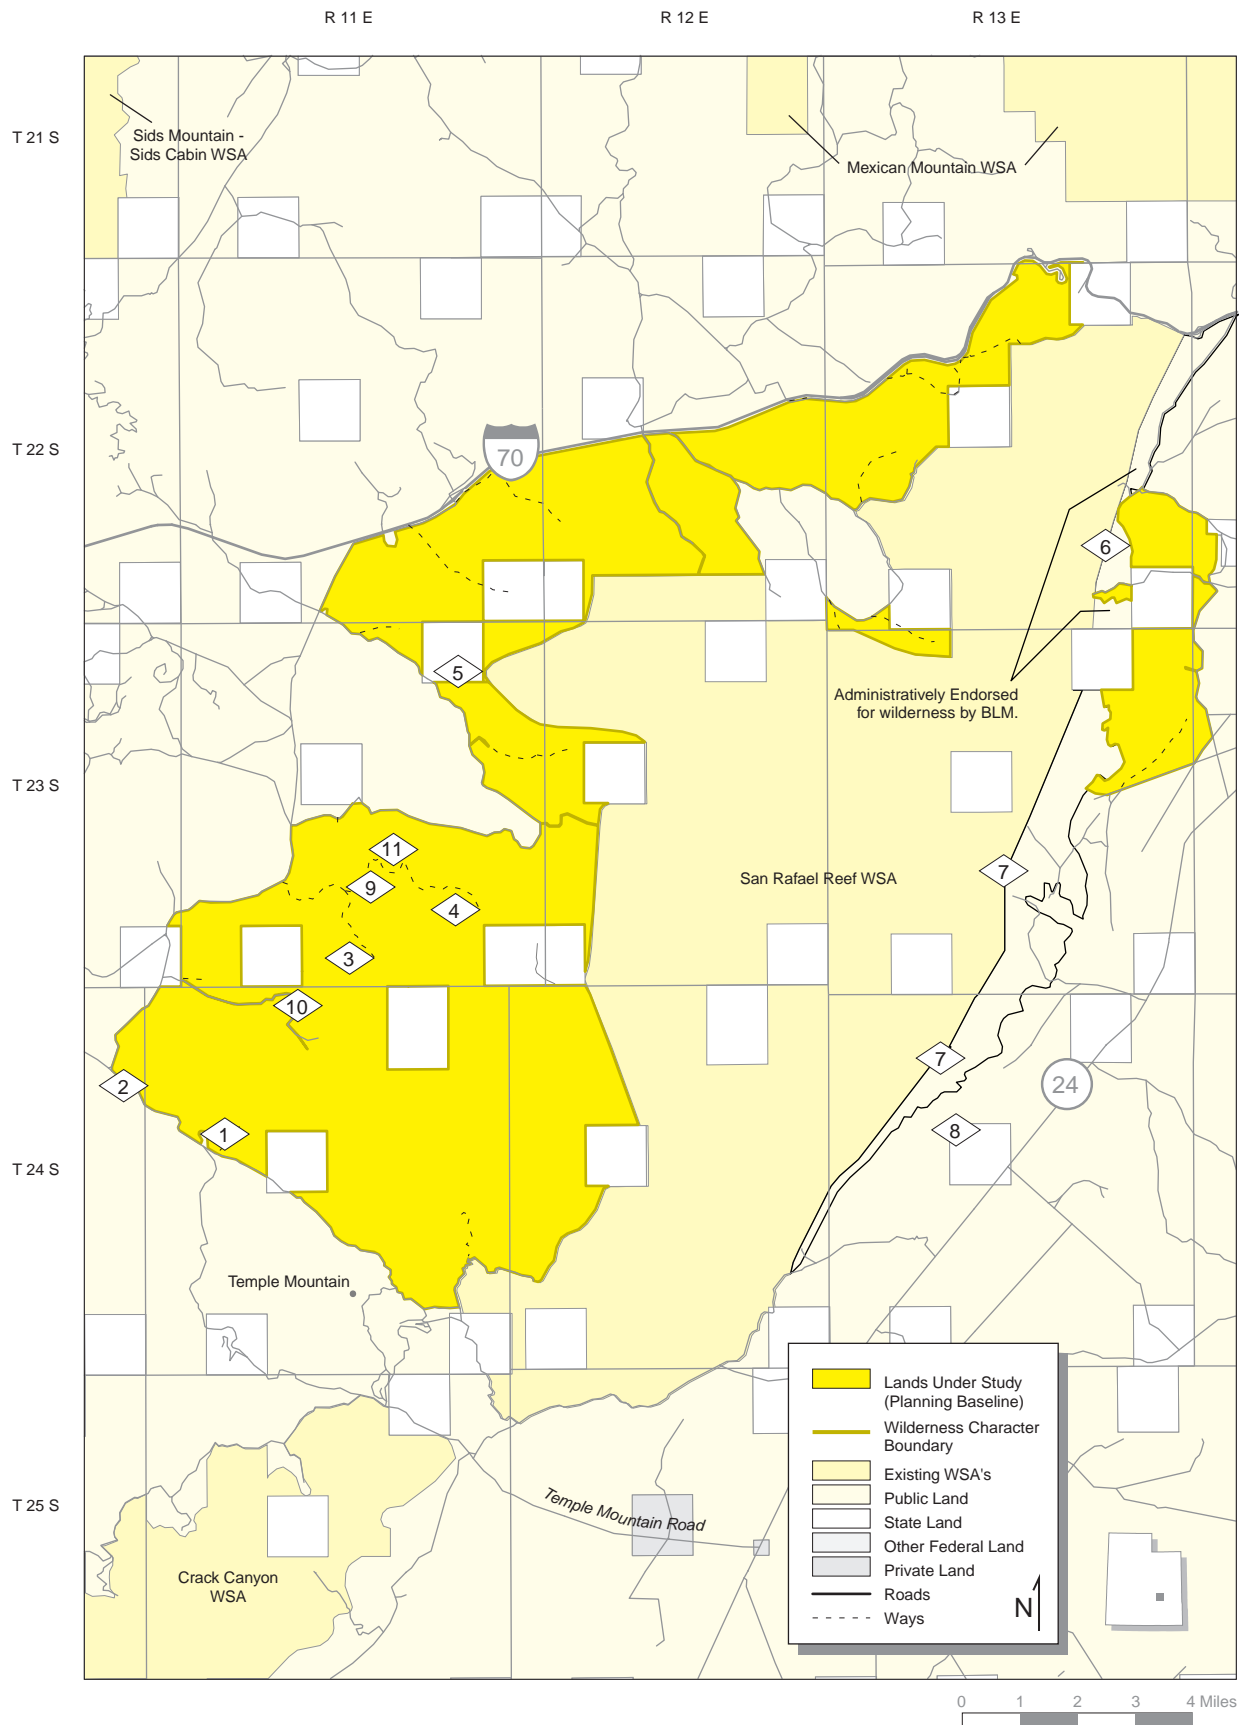 R 11 E
R 12 E
R 13 E
T 21 S
Sids Mountain -
Sids Cabin WSA
Mexican Mountain WSA
T 22 S
70
6
5
Administratively Endorsed
for wilderness by BLM.
T 23 S
11
9
4
3
San Rafael Reef WSA
7
10
7
2
24
1
8
T 24 S
Temple Mountain
Lands Under Study
(Planning Baseline)
Wilderness Character
Boundary
Existing WSA's
Public Land
State Land
Other Federal Land
Private Land
Roads
Ways
N
T 25 S
Temple Mountain Road
Crack Canyon
WSA
0 1 2 3 4 Miles